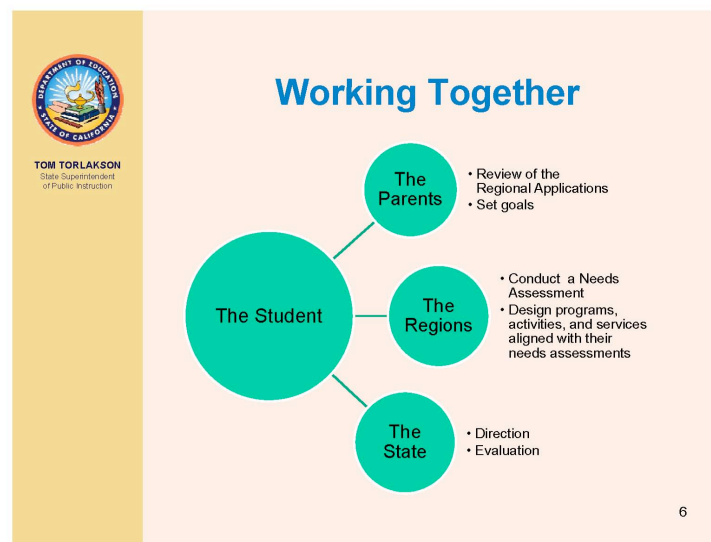 DEPARTMENT OF EDUCATION
STATE OF CALIFORNIA
TOM TORLAKSON
State Superintendent
of Public Instruction
Working Together
The Student
The
Parents
• Review of the
Regional Applications
• Set goals
The
Regions
• Conduct a Needs
Assessment
• Design programs,
activities, and services
aligned with their
needs assessments
The
State
• Direction
• Evaluation
6